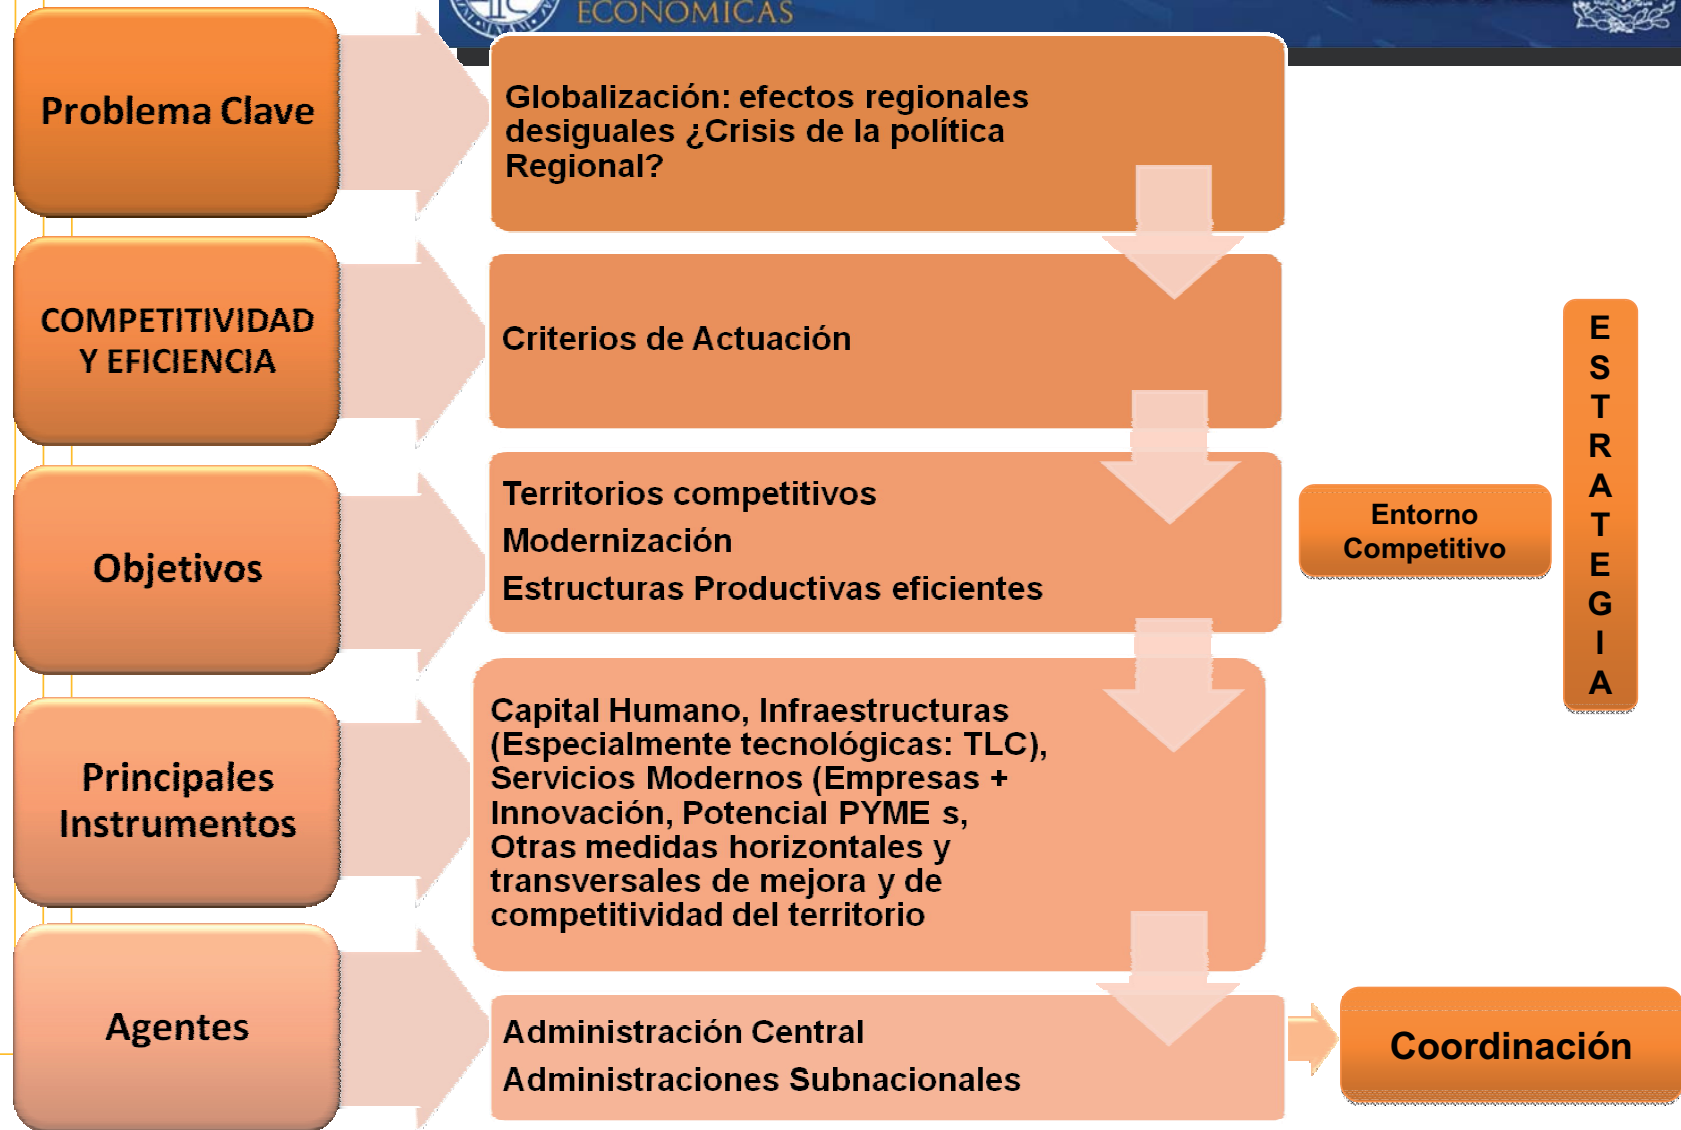 ECONOMICAS
Problema Clave
Globalización: efectos regionales
desiguales ¿Crisis de la política
Regional?
COMPETITIVIDAD
Y EFICIENCIA
Criterios de Actuación
Objetivos
Territorios competitivos
Modernización
Estructuras Productivas eficientes
Entorno
Competitivo
E
S
T
R
A
T
E
G
I
A
Principales
Instrumentos
Capital Humano, Infraestructuras
(Especialmente tecnológicas: TLC),
Servicios Modernos (Empresas +
Innovación, Potencial PYME s,
Otras medidas horizontales y
transversales de mejora y de
competitividad del territorio
Agentes
Administración Central
Administraciones Subnacionales
Coordinación